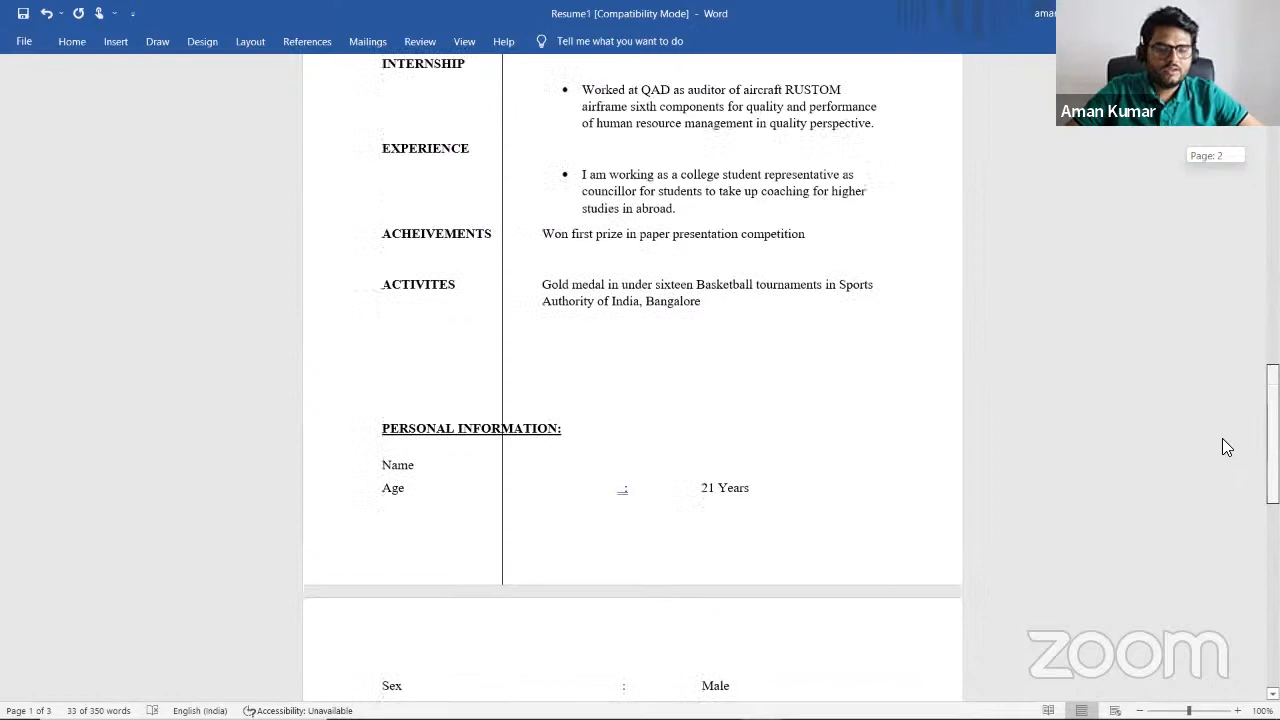 Resume1 [Compatibility Mode] - Word
aman
File Home Insert Draw Design Layout References Mailings Review View Help Tell me what you want to do
Aman Kumar
Page: 2
INTERNSHIP
• Worked at QAD as auditor of aircraft RUSTOM
airframe sixth components for quality and performance
of human resource management in quality perspective.
EXPERIENCE
• I am working as a college student representative as
councillor for students to take up coaching for higher
studies in abroad.
ACHEIVEMENTS Won first prize in paper presentation competition
ACTIVITES Gold medal in under sixteen Basketball tournaments in Sports
Authority of India, Bangalore
PERSONAL INFORMATION:
Name
Age : 21 Years
Sex : Male
zoom
Page 1 of 3 33 of 350 words English (India) Accessibility: Unavailable 100%